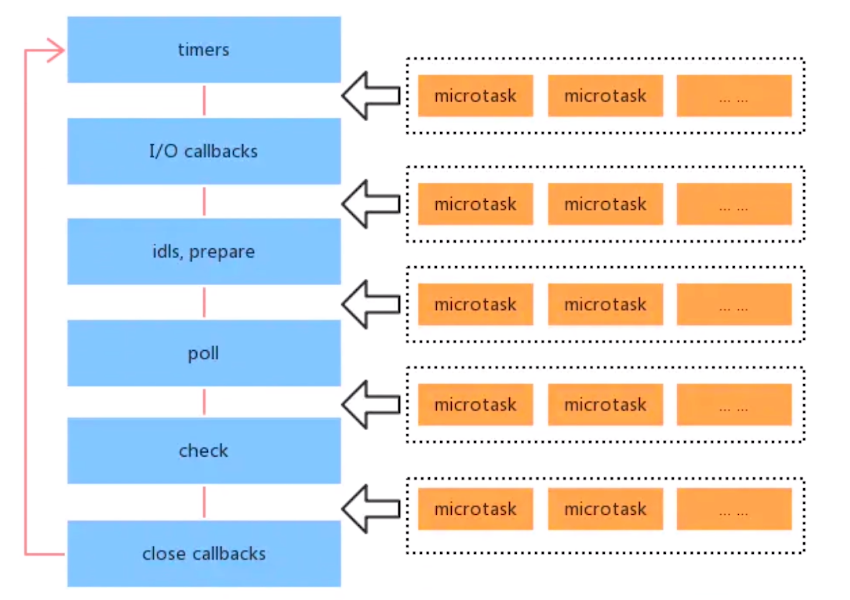 timers
microtask microtask ... ...
I/O callbacks
microtask microtask ... ...
idls, prepare
microtask microtask ... ...
poll
microtask microtask ... ...
check
microtask microtask ... ...
close callbacks